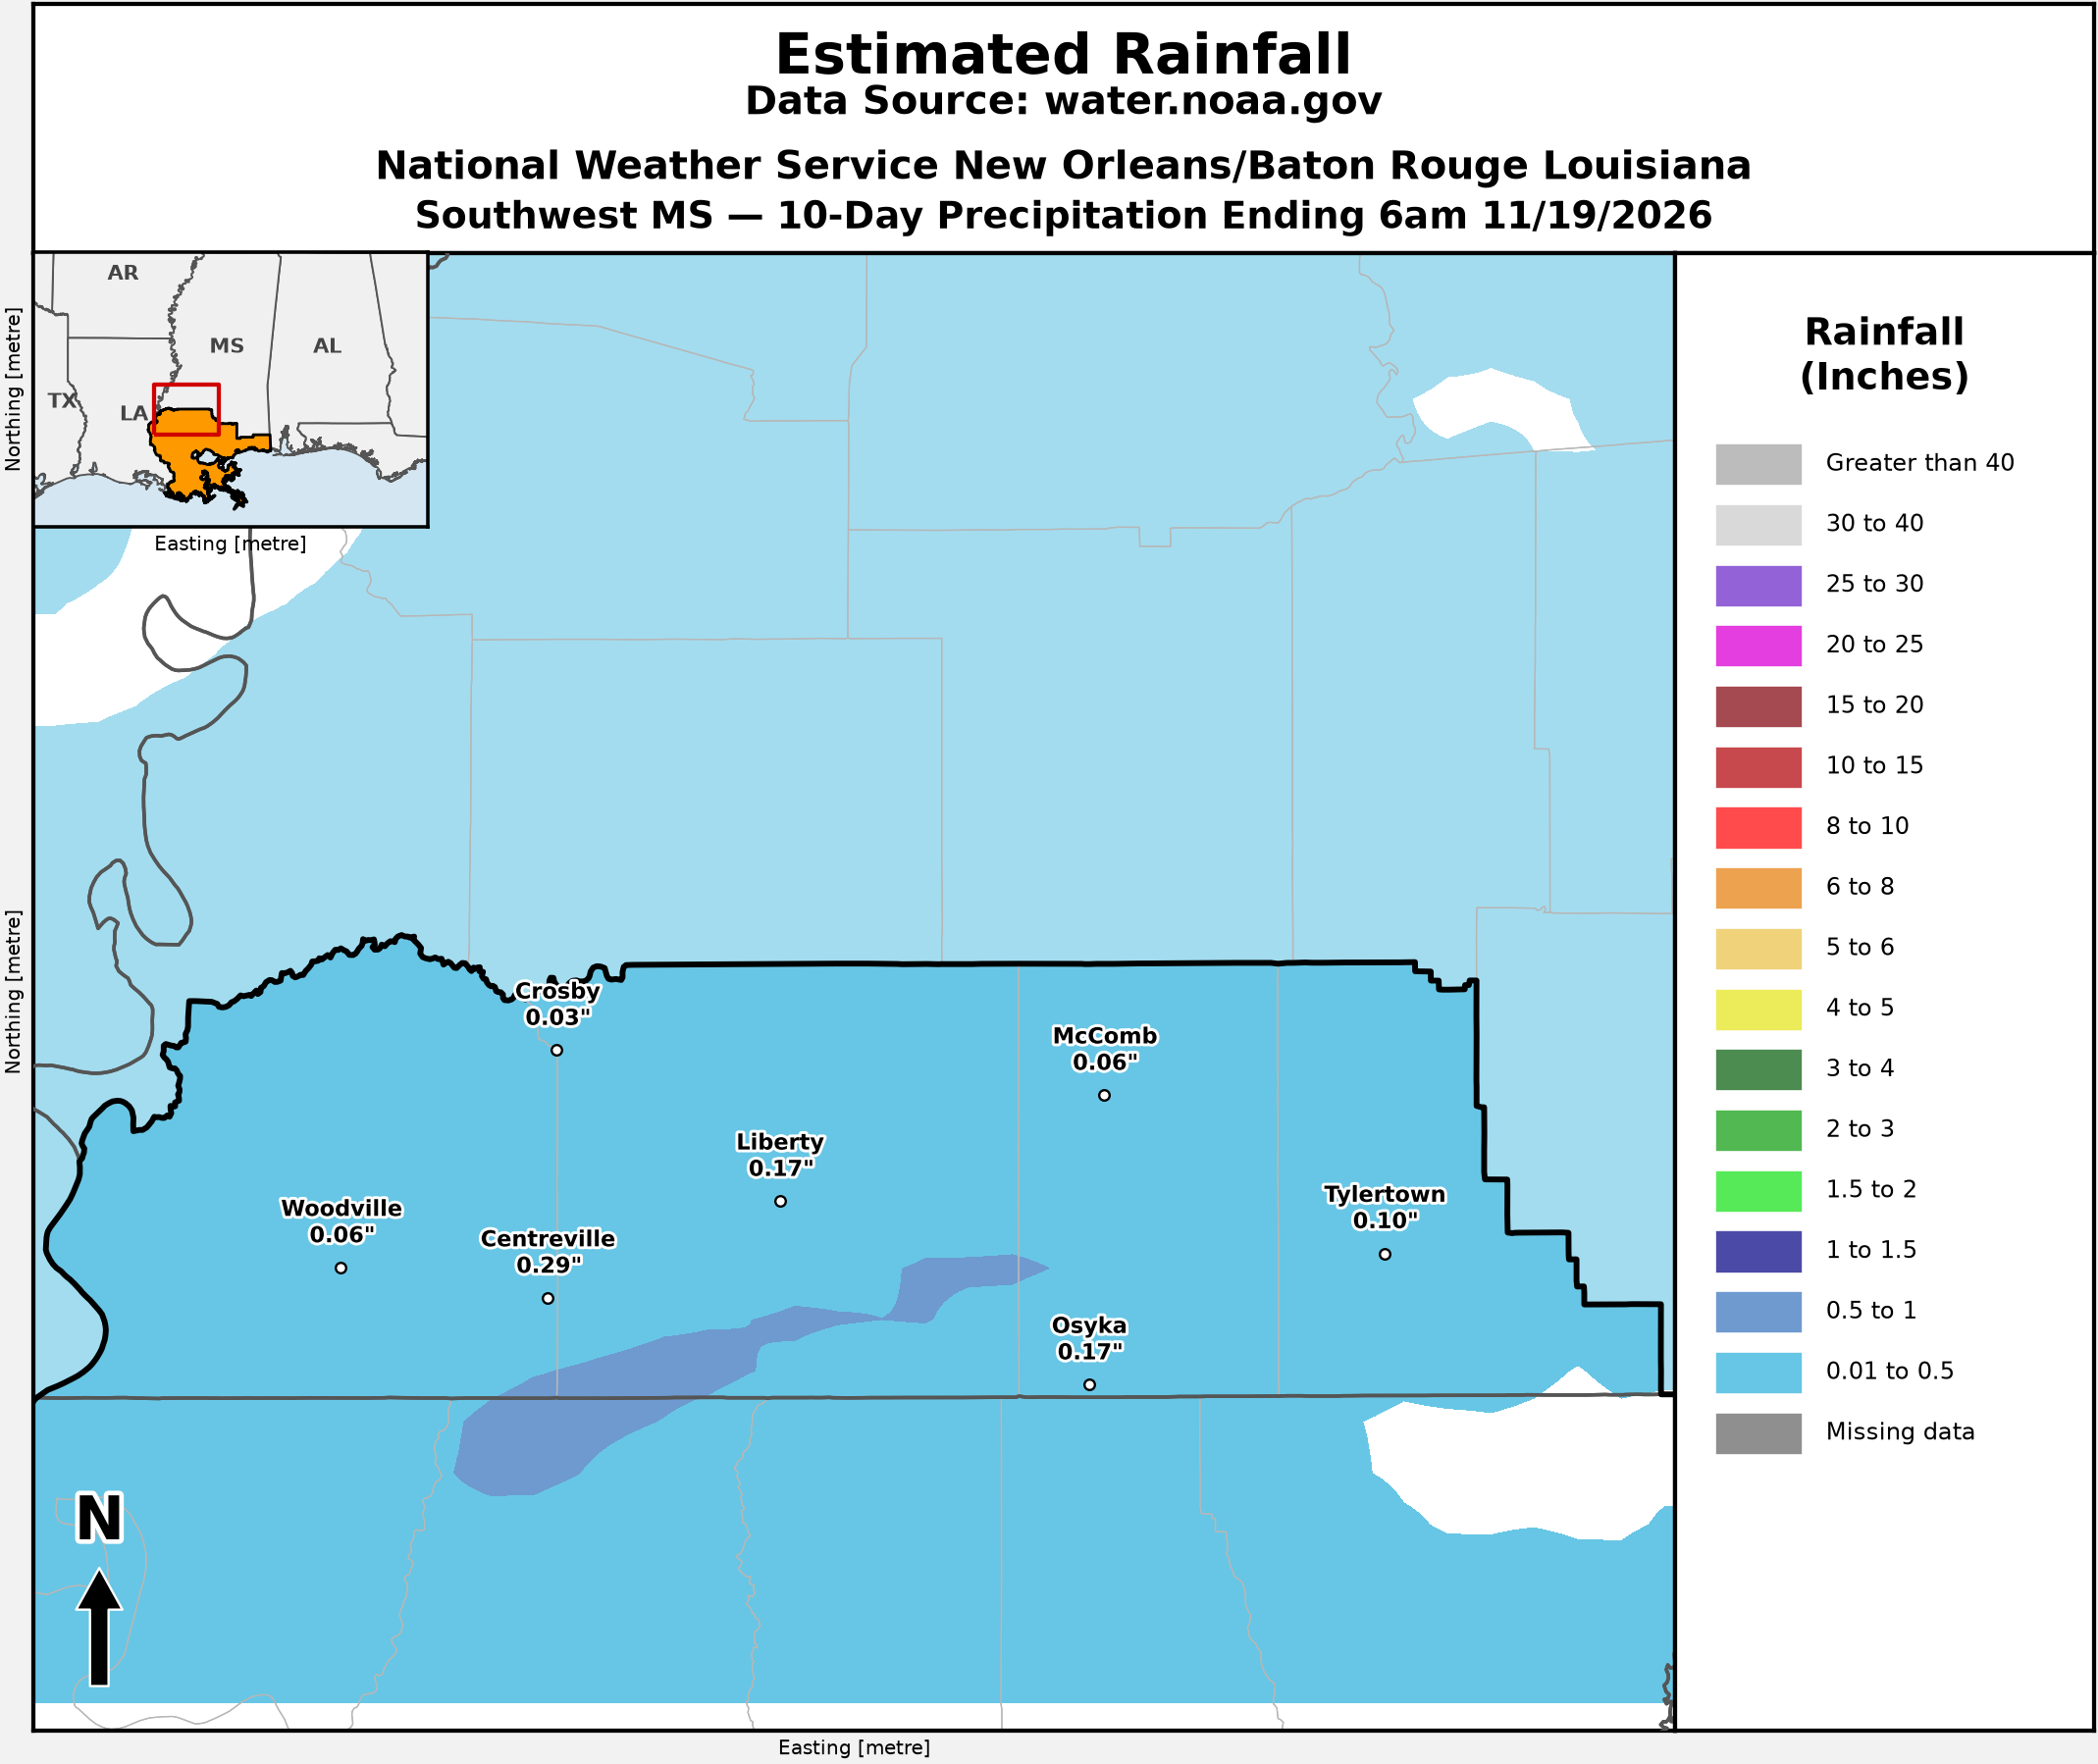 Estimated Rainfall
Data Source: water.noaa.gov
National Weather Service New Orleans/Baton Rouge Louisiana
Southwest MS — 10-Day Precipitation Ending 6am 11/19/2026
Northing [metre]
AR
MS
AL
TX
LA
Easting [metre]
Northing [metre]
Crosby
0.03"
McComb
0.06"
Liberty
0.17"
Woodville
0.06"
Centreville
0.29"
Tylertown
0.10"
Osyka
0.17"
N
Easting [metre]
Rainfall
(Inches)
Greater than 40
30 to 40
25 to 30
20 to 25
15 to 20
10 to 15
8 to 10
6 to 8
5 to 6
4 to 5
3 to 4
2 to 3
1.5 to 2
1 to 1.5
0.5 to 1
0.01 to 0.5
Missing data